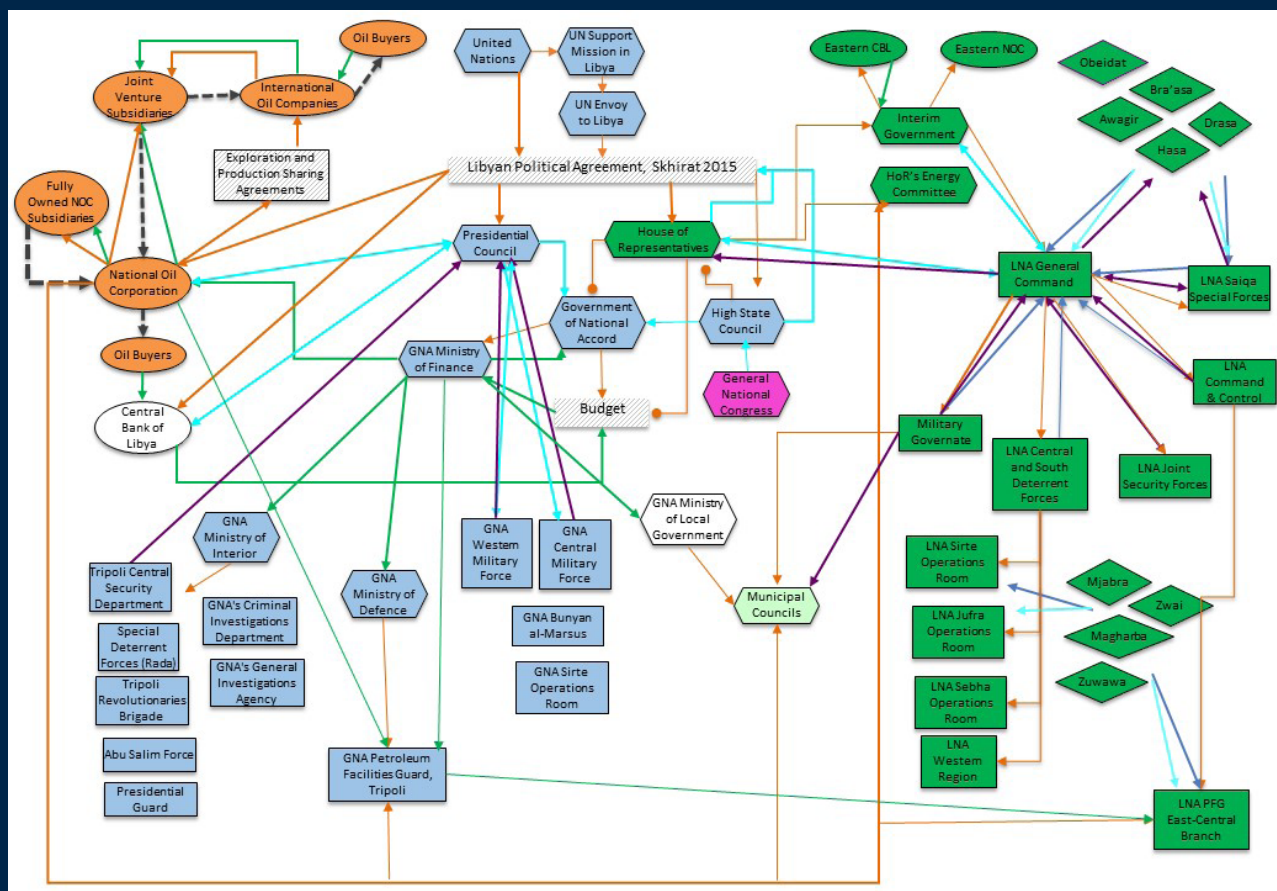 Oil Buyers
Joint
Venture
Subsidiaries
International
Oil Companies
United
Nations
UN Support
Mission in
Libya
UN Envoy
to Libya
Eastern CBL
Eastern NOC
Obeidat
Bra'asa
Awagir
Drasa
Hasa
Interim
Government
Exploration and
Production Sharing
Agreements
Libyan Political Agreement, Skhirat 2015
HoR's Energy
Committee
Fully
Owned NOC
Subsidiaries
Presidential
Council
House of
Representatives
National Oil
Corporation
LNA General
Command
LNA Saiqa
Special Forces
Government
of National
Accord
High State
Council
Oil Buyers
GNA Ministry
of Finance
General
National
Congress
LNA
Command
& Control
Central
Bank of
Libya
Budget
Military
Governate
LNA Central
and South
Deterrent
Forces
LNA Joint
Security Forces
GNA
Ministry of
Interior
GNA
Western
Military
Force
GNA
Central
Military
Force
GNA Ministry
of Local
Government
Tripoli Central
Security
Department
GNA
Ministry of
Defence
LNA Sirte
Operations
Room
Mjabra
Zwai
Magharba
Zuwawa
GNA's Criminal
Investigations
Department
Municipal
Councils
GNA Bunyan
al-Marsus
LNA Jufra
Operations
Room
Special
Deterrent
Forces (Rada)
GNA's General
Investigations
Agency
GNA Sirte
Operations
Room
Tripoli
Revolutionaries
Brigade
LNA Sebha
Operations
Room
Abu Salim Force
GNA Petroleum
Facilities Guard,
Tripoli
LNA
Western
Region
Presidential
Guard
LNA PFG
East-Central
Branch